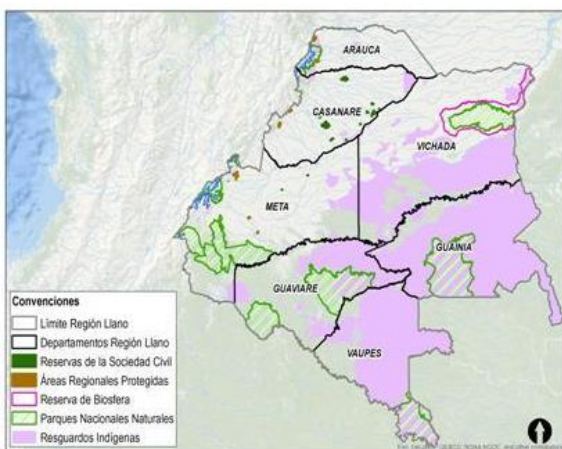 ARAUCA
CASANARE
VICHADA
META
GUAINIA
GUAVIARE
VAUPES
Convenciones
Límite Región Llano
Departamentos Región Llano
Reservas de la Sociedad Civil
Áreas Regionales Protegidas
Reserva de Biosfera
Parques Nacionales Naturales
Resguardos Indígenas